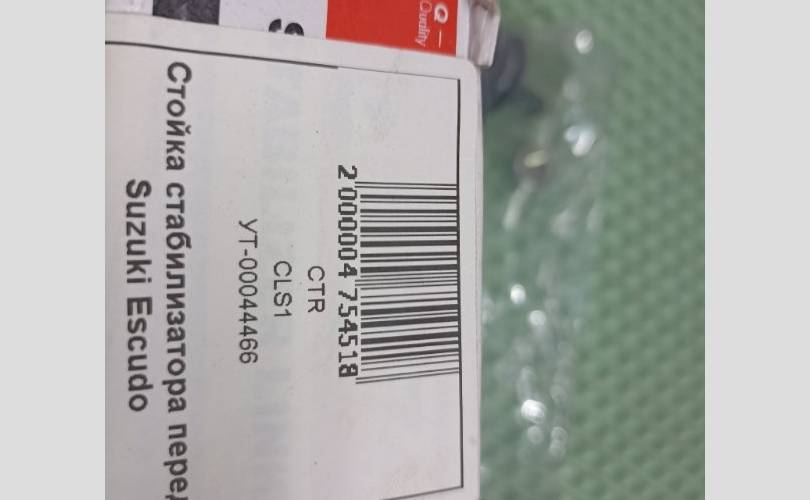 Q
Quality
2 000004 754518
CTR
CLS1
УТ-00044466
Стойка стабилизатора перед
Suzuki Escudo